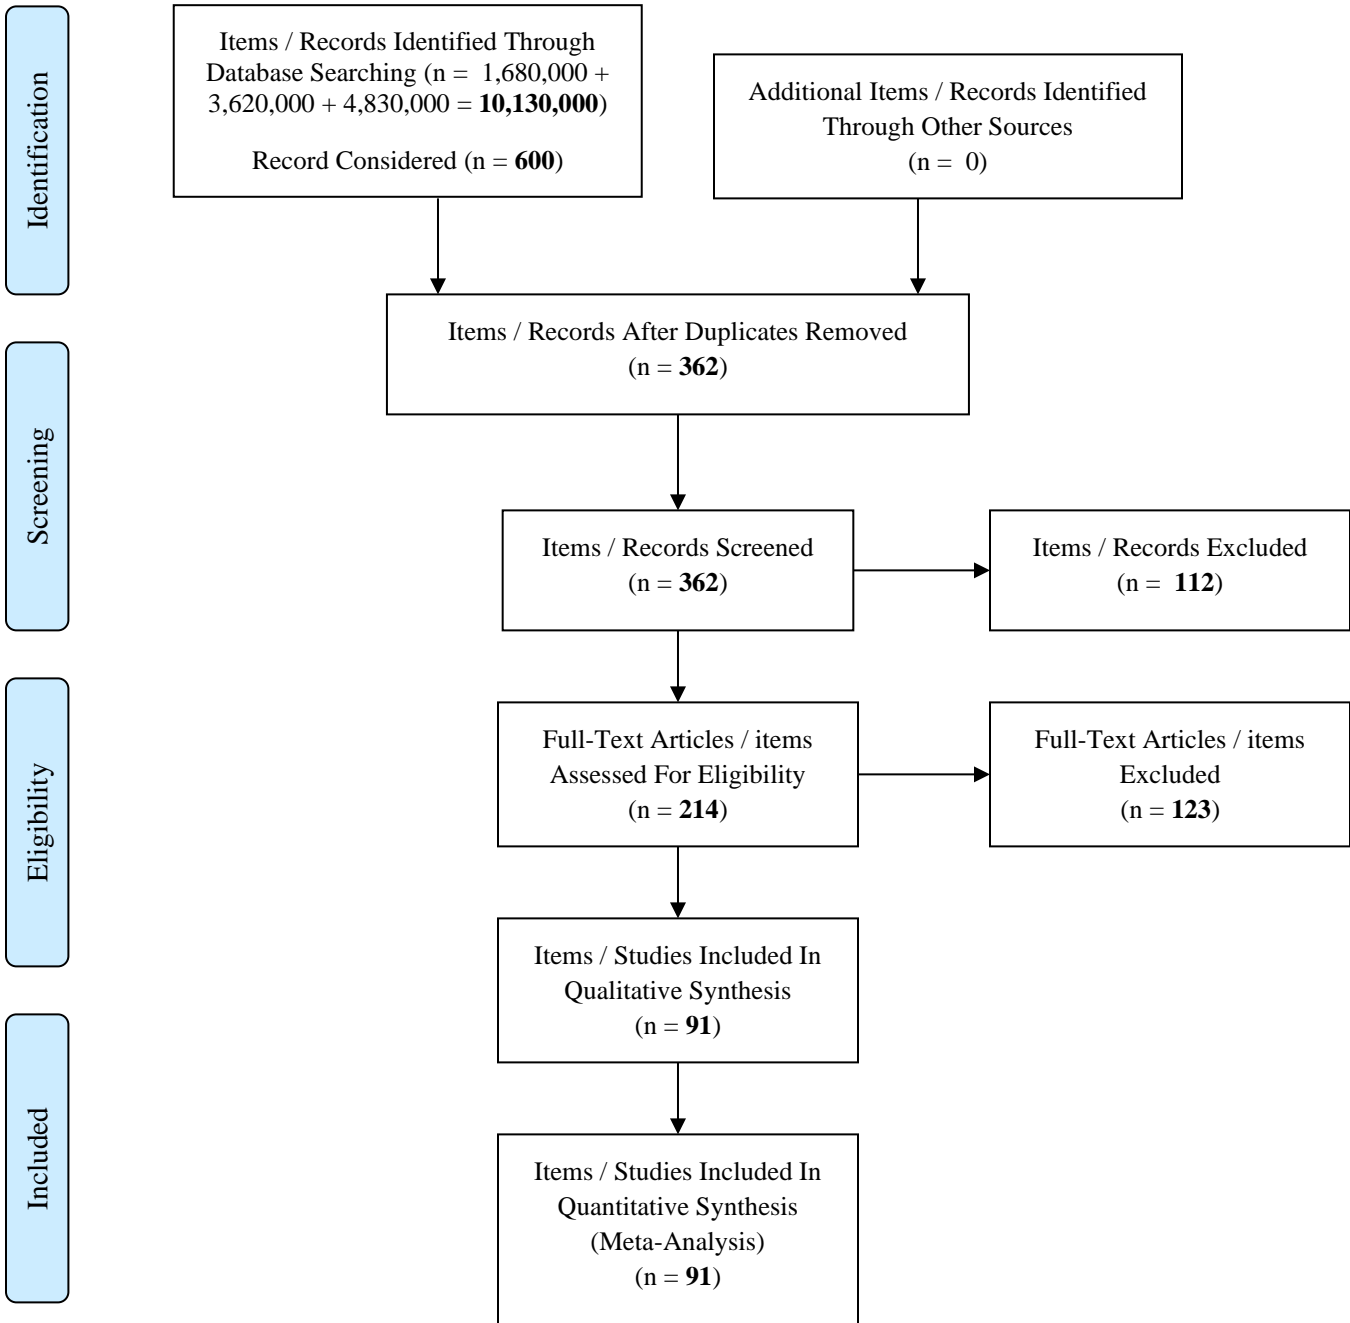 Identification
Items / Records Identified Through
Database Searching (n =  1,680,000 +
3,620,000 + 4,830,000 = 10,130,000)
Record Considered (n = 600)
Additional Items / Records Identified
Through Other Sources
(n =  0)
Items / Records After Duplicates Removed
(n = 362)
Screening
Items / Records Screened
(n = 362)
Items / Records Excluded
(n =  112)
Eligibility
Full-Text Articles / items
Assessed For Eligibility
(n = 214)
Full-Text Articles / items
Excluded
(n = 123)
Items / Studies Included In
Qualitative Synthesis
(n = 91)
Included
Items / Studies Included In
Quantitative Synthesis
(Meta-Analysis)
(n = 91)